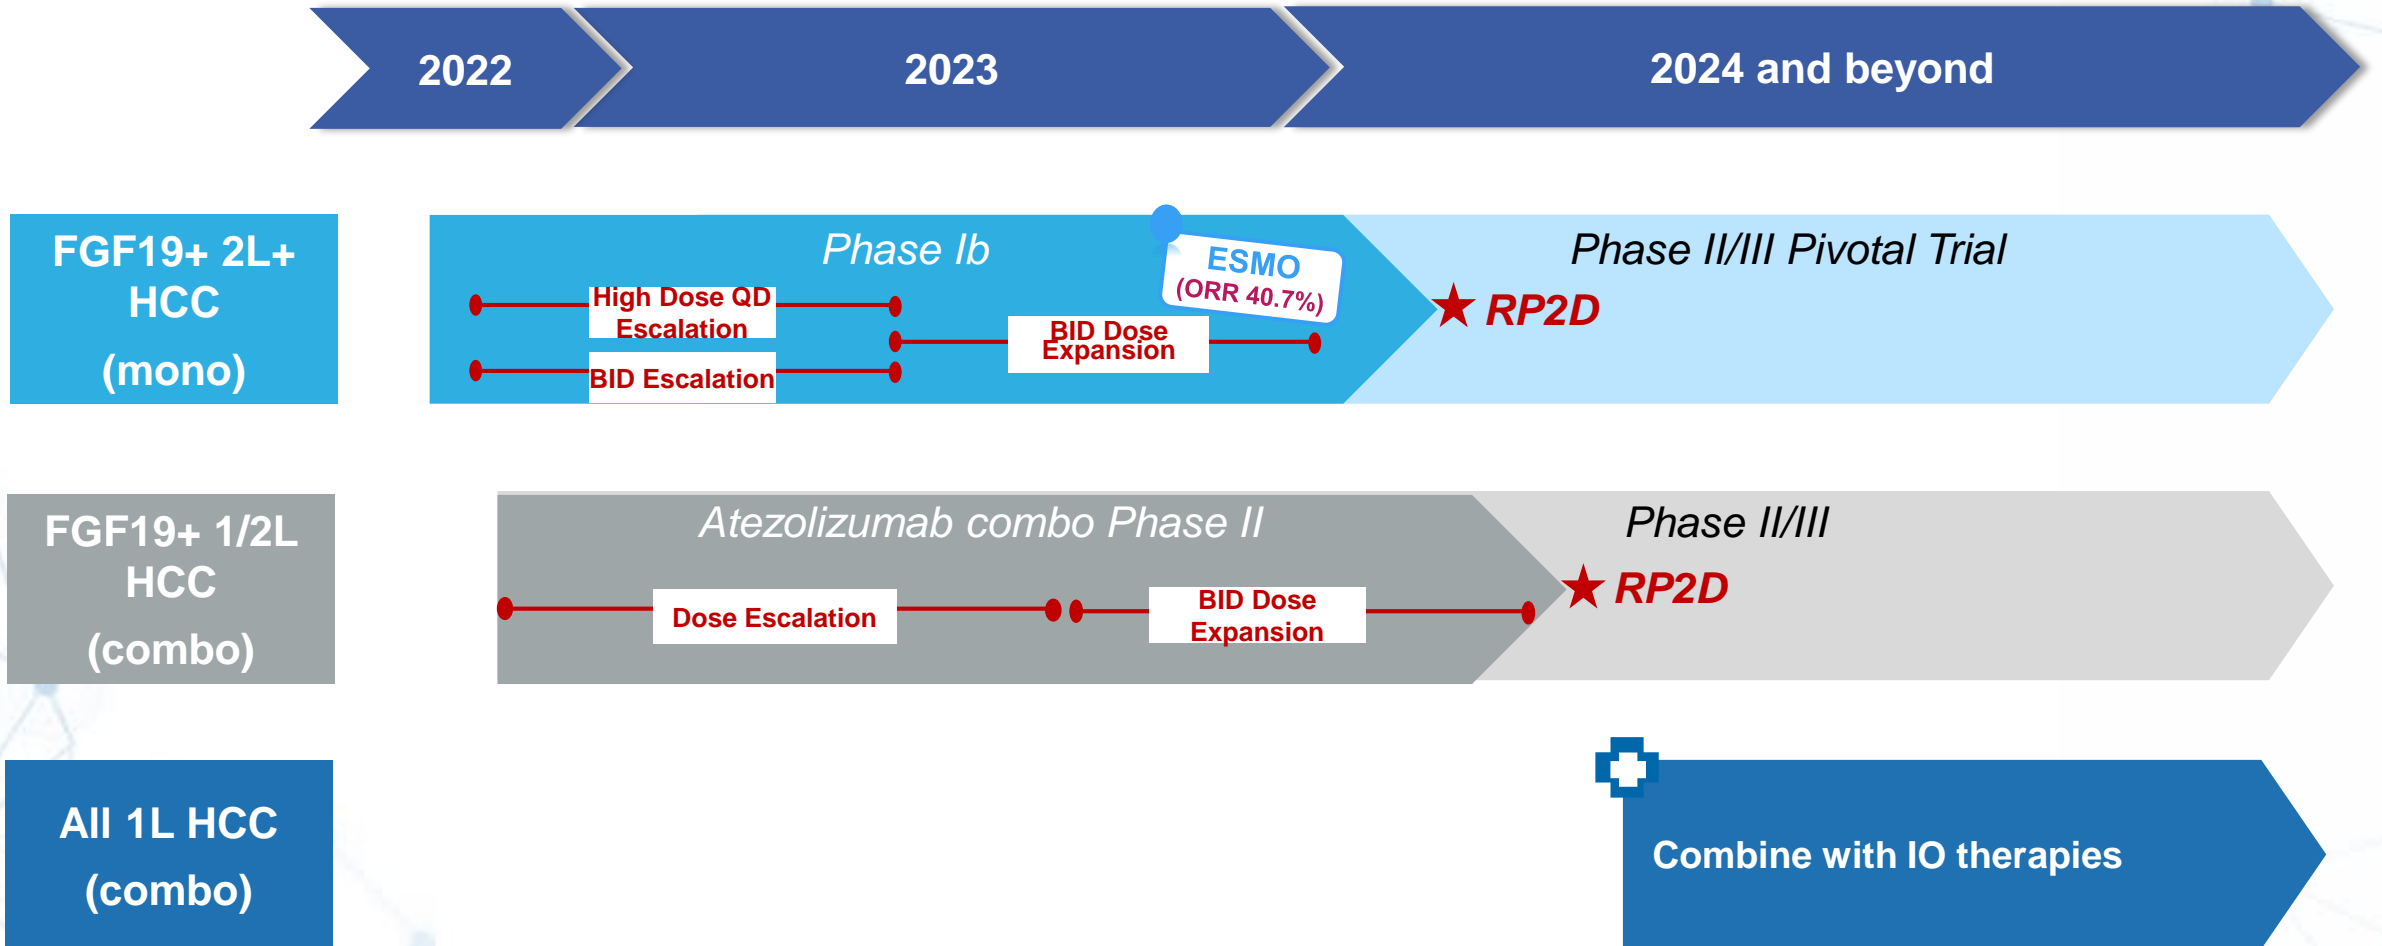 2022
2023
2024 and beyond
FGF19+ 2L+
HCC
(mono)
Phase Ib
High Dose QD
Escalation
BID Escalation
BID Dose
Expansion
ESMO
(ORR 40.7%)
Phase II/III Pivotal Trial
RP2D
FGF19+ 1/2L
HCC
(combo)
Atezolizumab combo Phase II
Dose Escalation
BID Dose
Expansion
Phase II/III
RP2D
All 1L HCC
(combo)
Combine with IO therapies